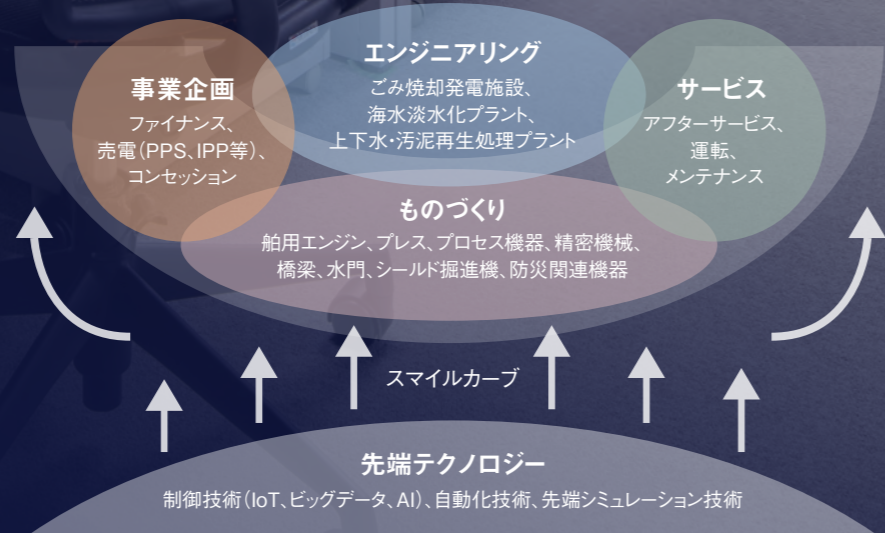 エンジニアリング
ごみ焼却発電施設、
海水淡水化プラント、
上下水・汚泥再生処理プラント
事業企画
ファイナンス、
売電（PPS、IPP等）、
コンセッション
サービス
アフターサービス、
運転、
メンテナンス
ものづくり
舶用エンジン、プレス、プロセス機器、精密機械、
橋梁、水門、シールド掘進機、防災関連機器
スマイルカーブ
先端テクノロジー
制御技術（IoT、ビッグデータ、AI）、自動化技術、先端シミュレーション技術